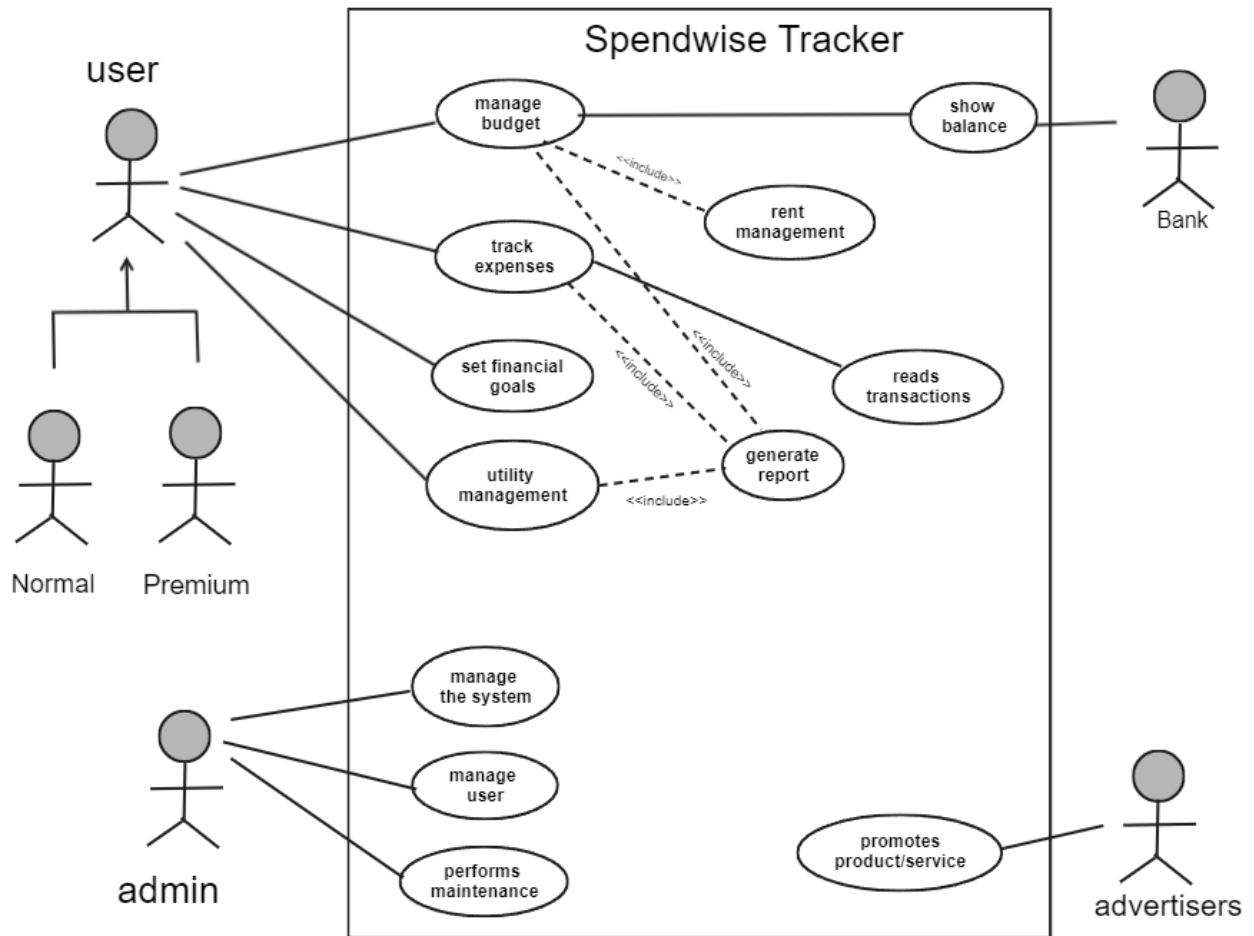 Spendwise Tracker
user
manage
budget
show
balance
<<include>>
rent
management
Bank
track
expenses
<<include>>
<<include>>
set financial
goals
reads
transactions
generate
report
utility
management
<<include>>
Normal
Premium
manage
the system
manage
user
promotes
product/service
performs
maintenance
admin
advertisers